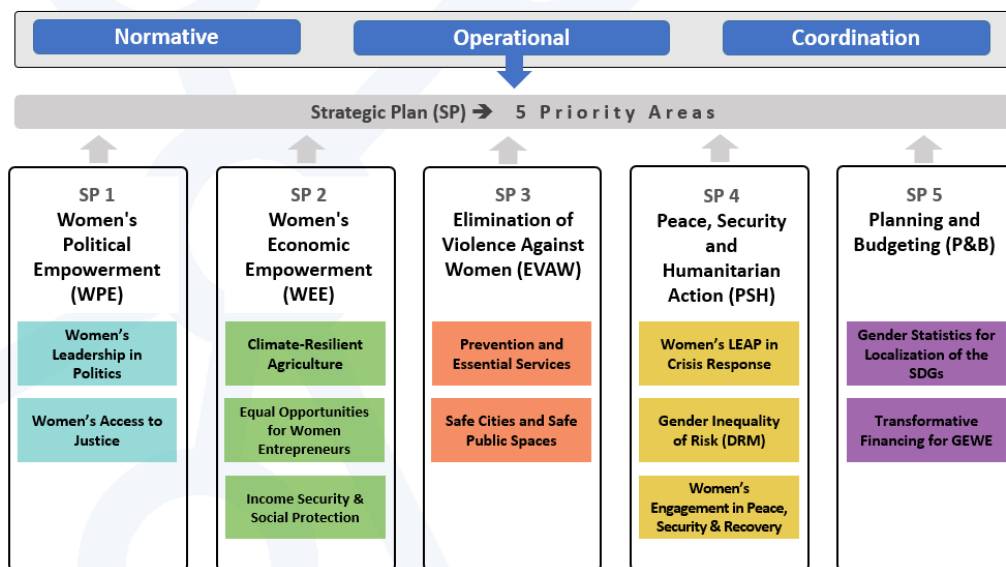 Normative
Operational
Coordination
Strategic Plan (SP) ➔ 5 Priority Areas
SP 1
Women's
Political
Empowerment
(WPE)
Women’s
Leadership in
Politics
Women’s Access to
Justice
SP 2
Women's
Economic
Empowerment
(WEE)
Climate-Resilient
Agriculture
Equal Opportunities
for Women
Entrepreneurs
Income Security &
Social Protection
SP 3
Elimination of
Violence Against
Women (EVAW)
Prevention and
Essential Services
Safe Cities and Safe
Public Spaces
SP 4
Peace, Security
and
Humanitarian
Action (PSH)
Women’s LEAP in
Crisis Response
Gender Inequality
of Risk (DRM)
Women’s
Engagement in Peace,
Security & Recovery
SP 5
Planning and
Budgeting (P&B)
Gender Statistics for
Localization of the
SDGs
Transformative
Financing for GEWE